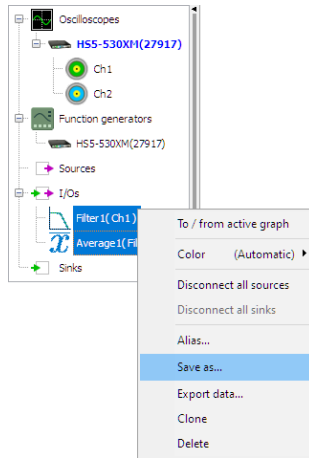 Oscilloscopes
HS5-530XM(27917)
Ch1
Ch2
Function generators
HS5-530XM(27917)
Sources
I/Os
Filter1(Ch1)
Average1(Fil
Sinks
To / from active graph
Color (Automatic)
Disconnect all sources
Disconnect all sinks
Alias...
Save as...
Export data...
Clone
Delete